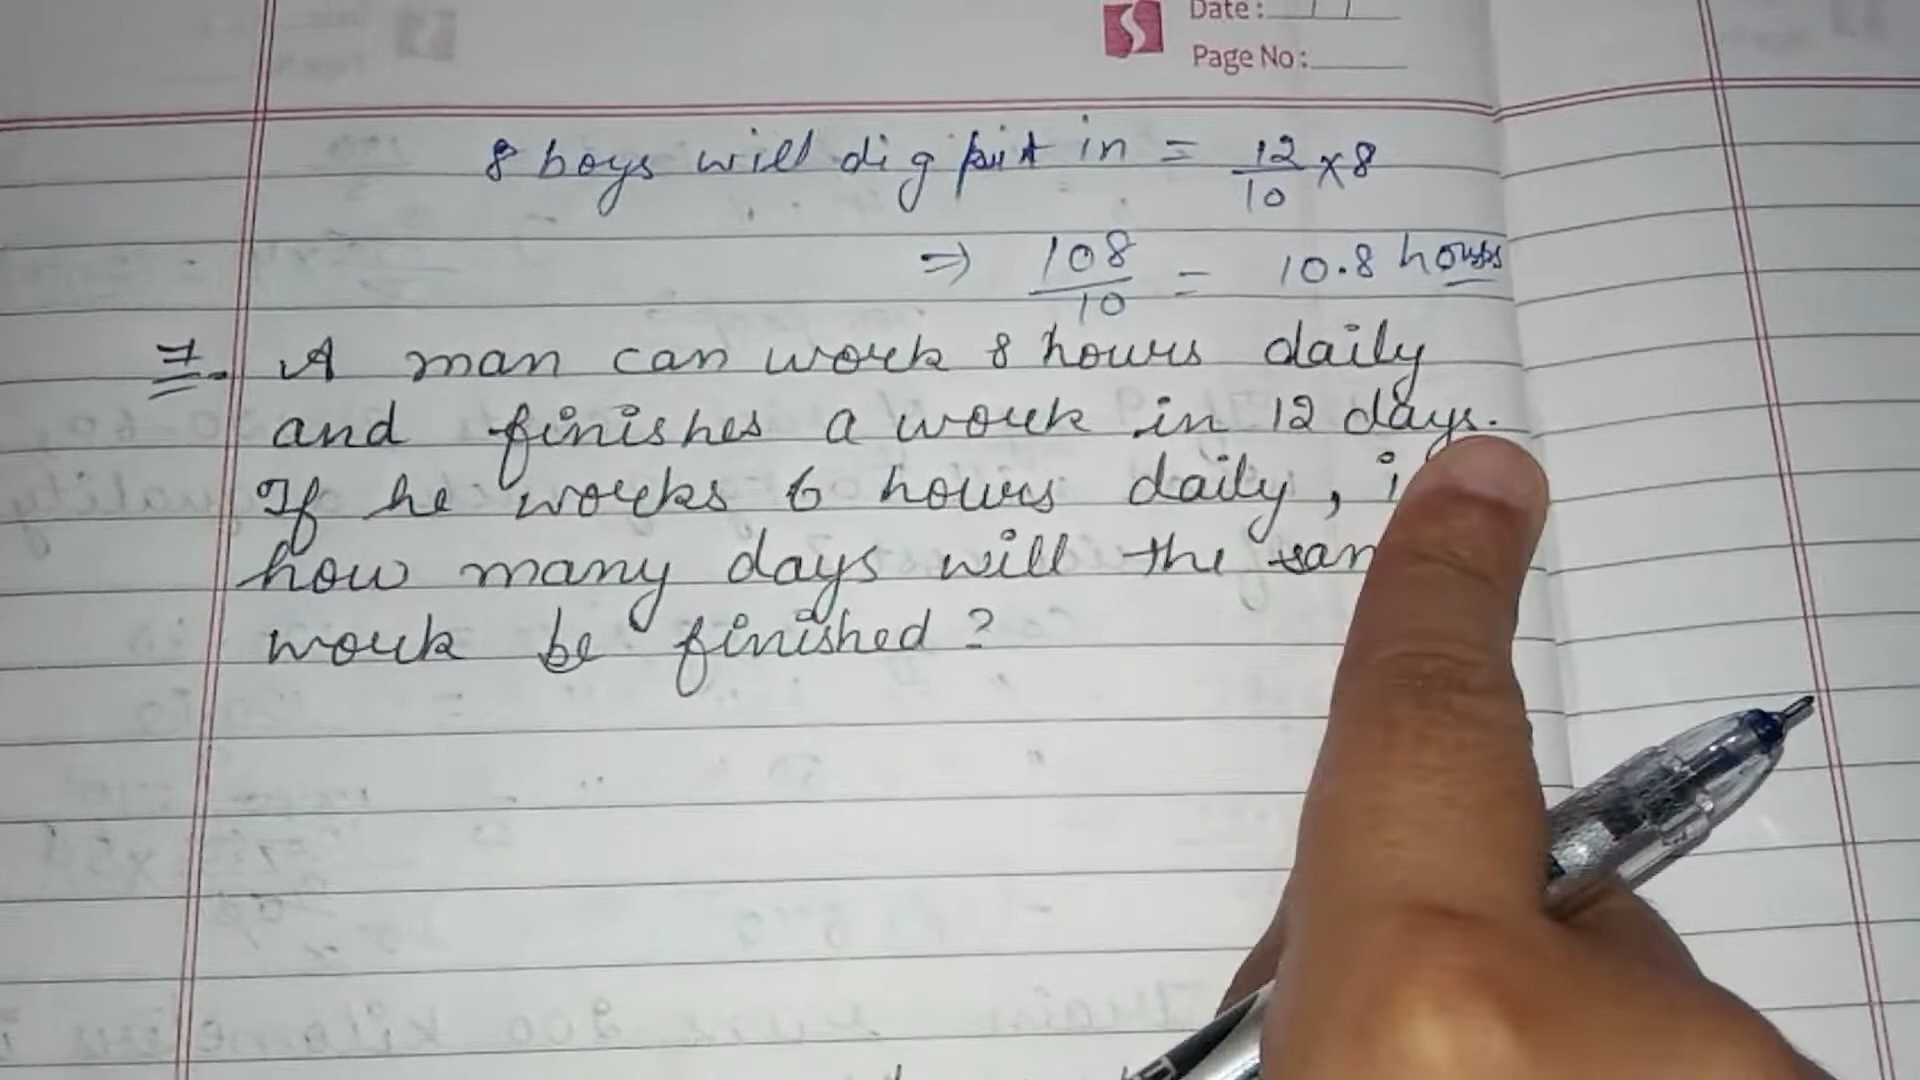 Date:
Page No:
8 boys will dig pit in = 12/10 × 8
⇒ 108/10 = 10.8 hours
7. A man can work 8 hours daily
and finishes a work in 12 days.
If he works 6 hours daily, i
how many days will the sam
work be finished?